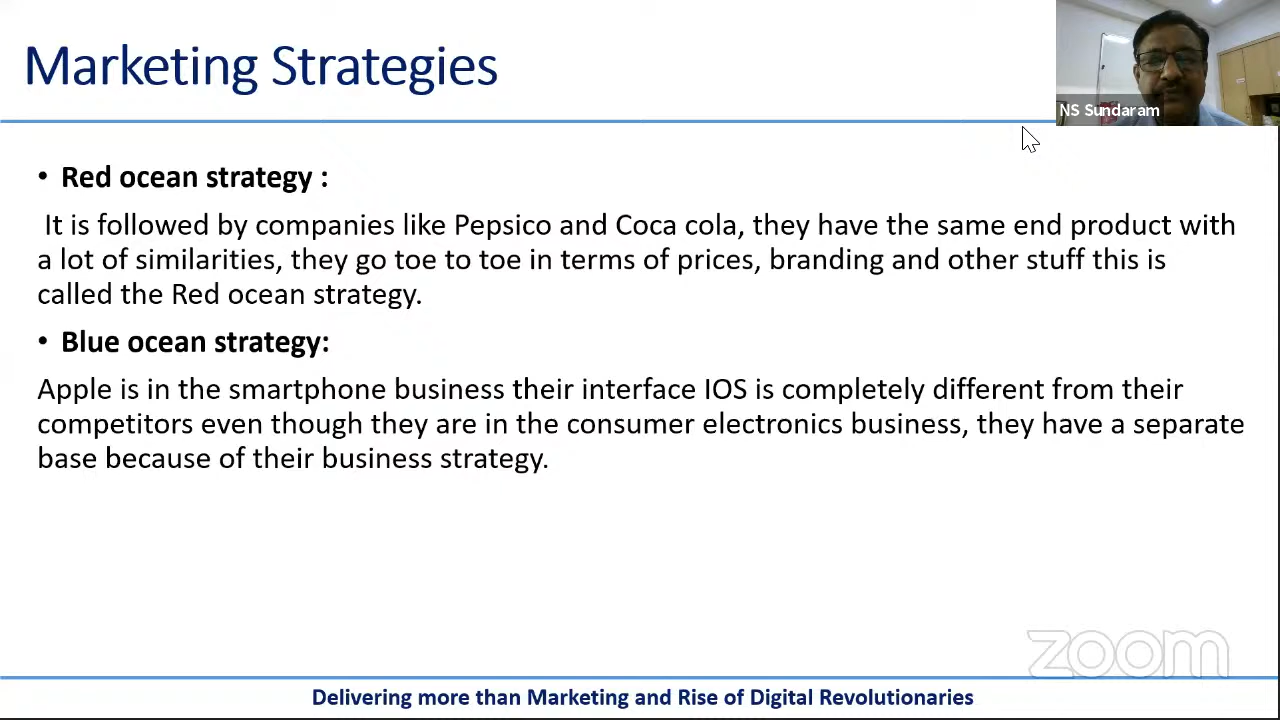 Marketing Strategies
NS Sundaram
• Red ocean strategy :
It is followed by companies like Pepsico and Coca cola, they have the same end product with
a lot of similarities, they go toe to toe in terms of prices, branding and other stuff this is
called the Red ocean strategy.
• Blue ocean strategy:
Apple is in the smartphone business their interface IOS is completely different from their
competitors even though they are in the consumer electronics business, they have a separate
base because of their business strategy.
zoom
Delivering more than Marketing and Rise of Digital Revolutionaries